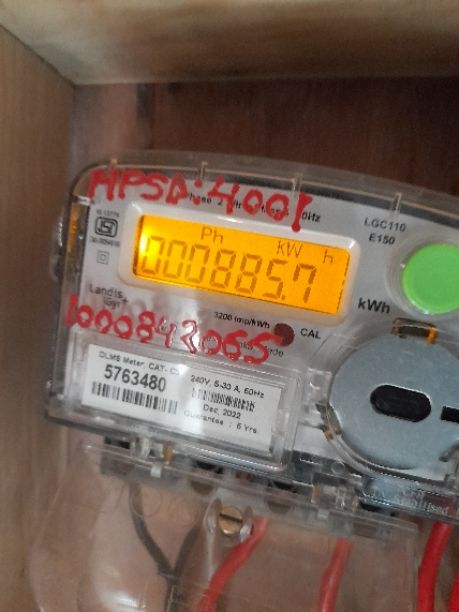 HPSD:4001
LGC110
E150
Ph kW h
000885.7
kWh
Landis
Gyr+
3200 imp/kWh
CAL
1000842065
DLMS Meter, CAT.
5763480
240V, 5-30 A, 50Hz
Dec, 2022
Guarantee : 5 Yrs.